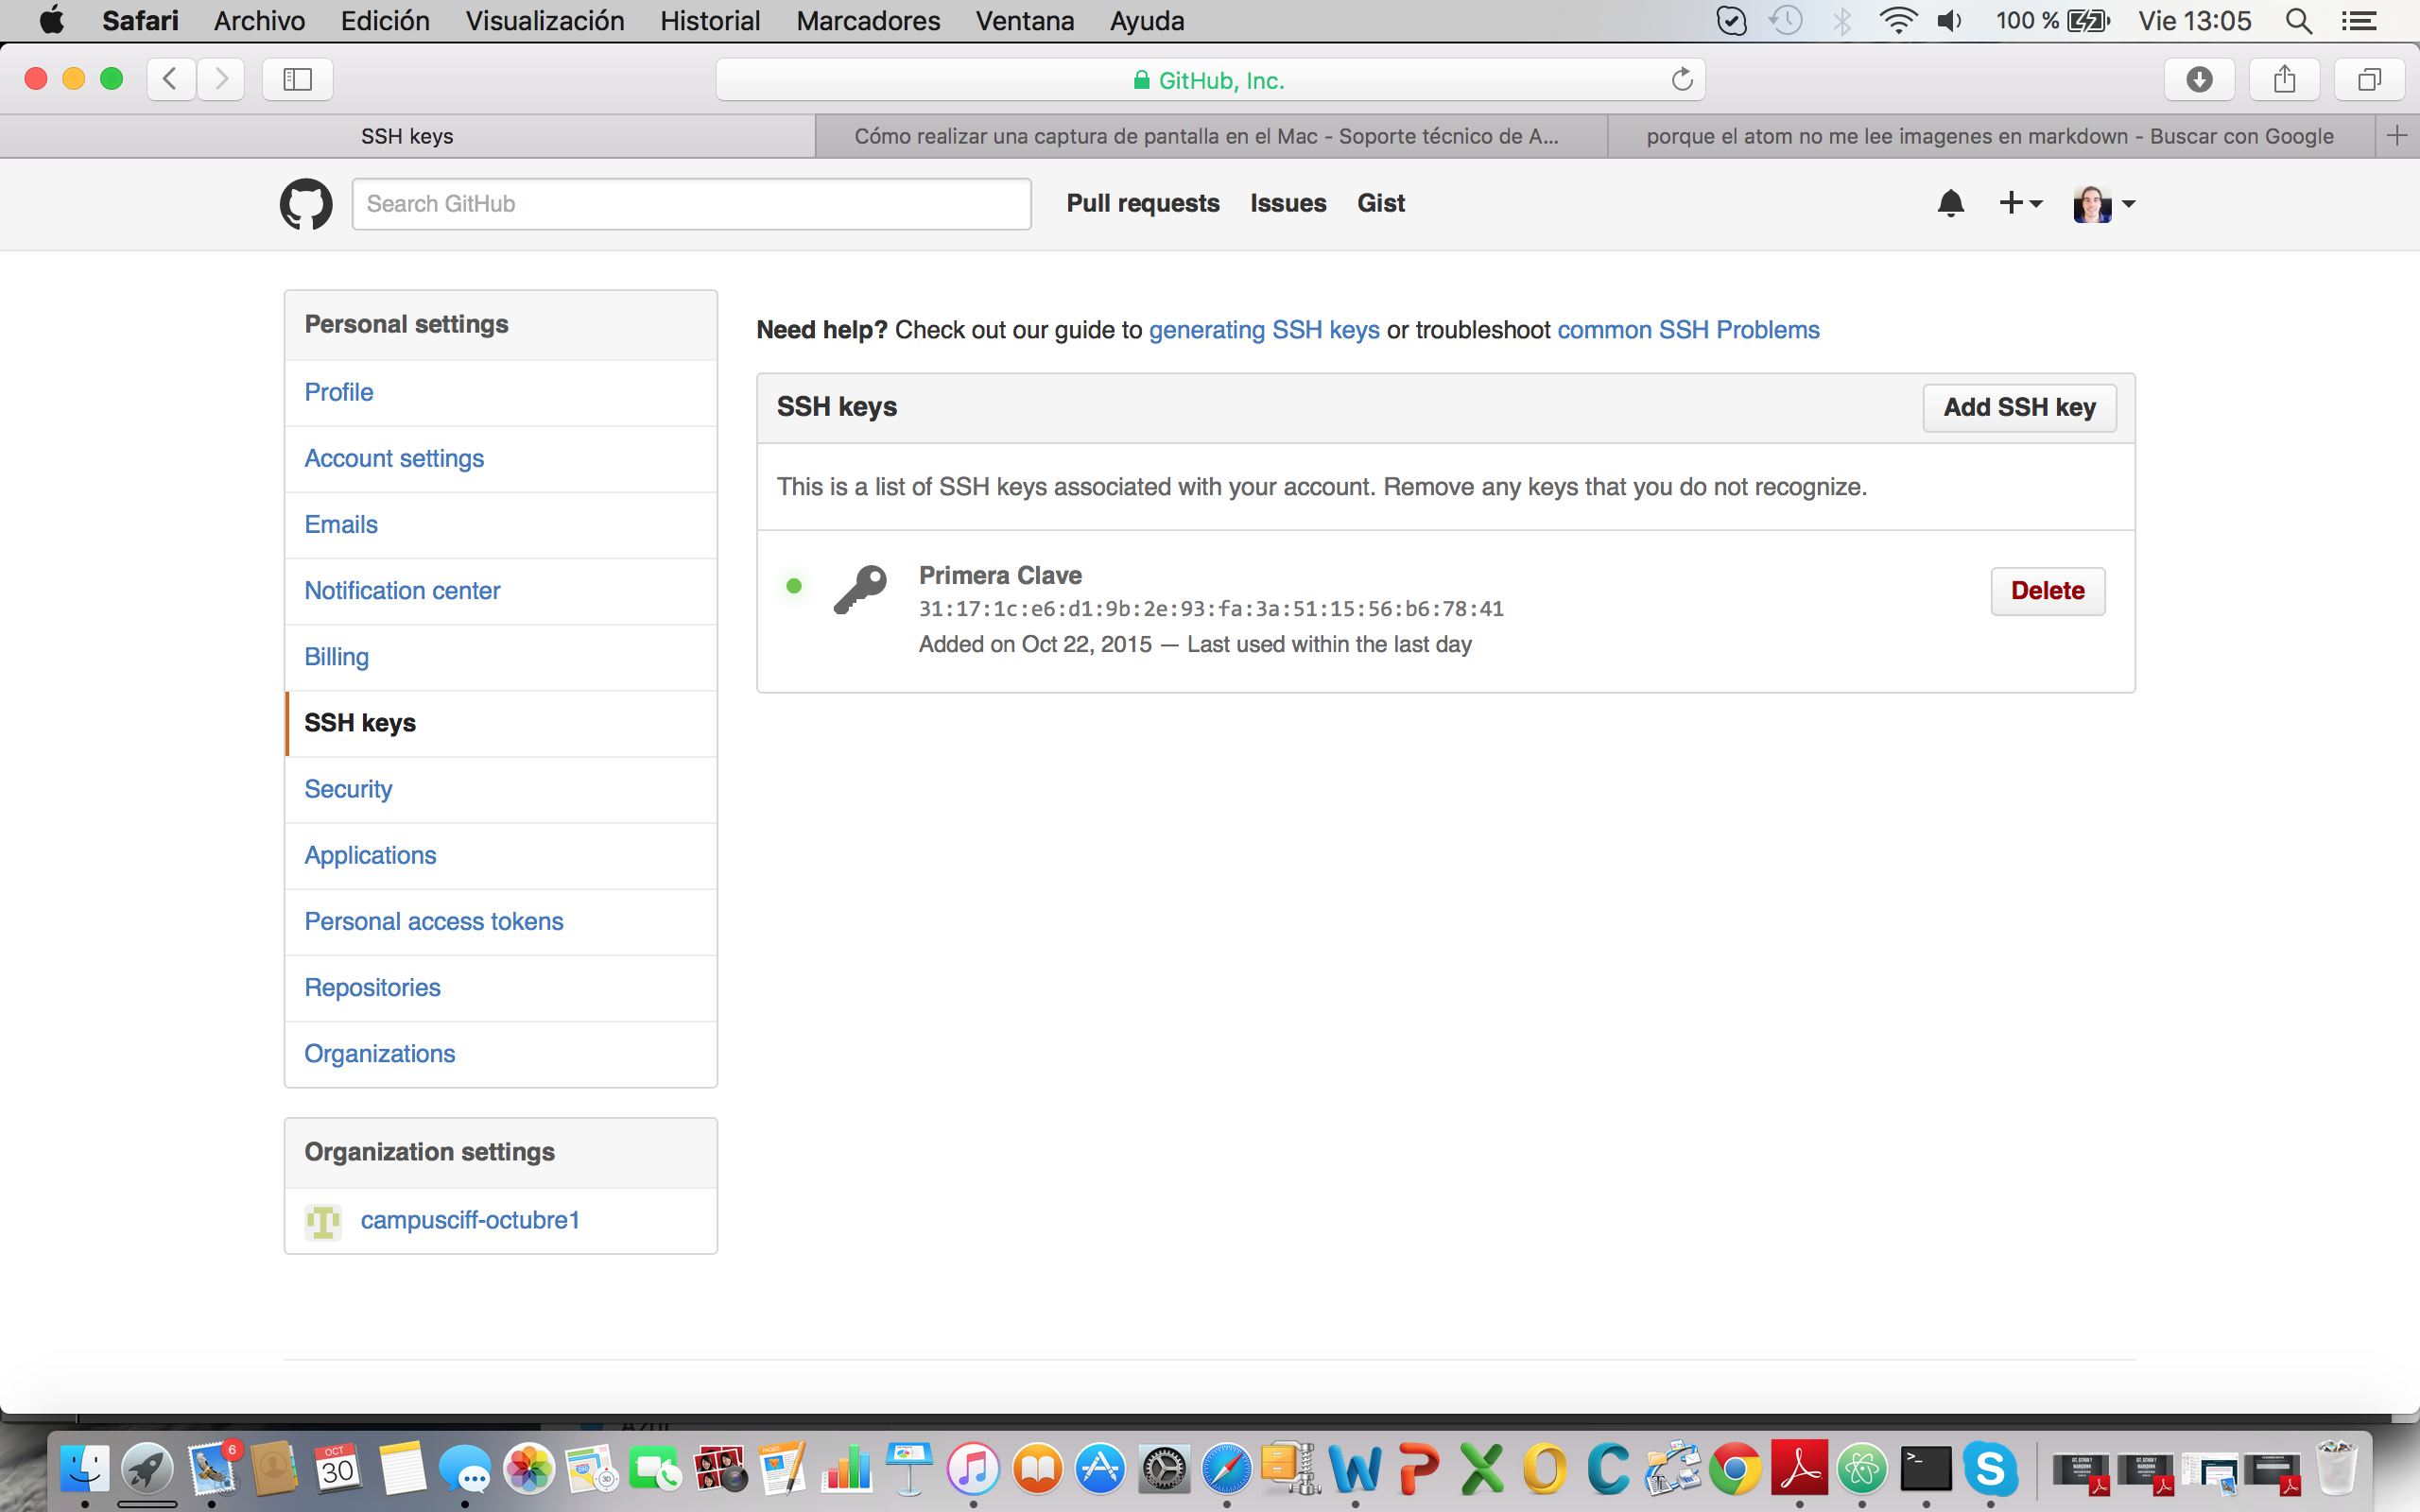 Safari Archivo Edición Visualización Historial Marcadores Ventana Ayuda 100 % Vie 13:05
GitHub, Inc.
SSH keys Cómo realizar una captura de pantalla en el Mac - Soporte técnico de A... porque el atom no me lee imagenes en markdown - Buscar con Google
Search GitHub Pull requests Issues Gist
Personal settings
Profile
Account settings
Emails
Notification center
Billing
SSH keys
Security
Applications
Personal access tokens
Repositories
Organizations
Organization settings
campusciff-octubre1
Need help? Check out our guide to generating SSH keys or troubleshoot common SSH Problems
SSH keys Add SSH key
This is a list of SSH keys associated with your account. Remove any keys that you do not recognize.
Primera Clave
31:17:1c:e6:d1:9b:2e:93:fa:3a:51:15:56:b6:78:41
Added on Oct 22, 2015 — Last used within the last day
Delete
6
OCT
30
PAGES
3D